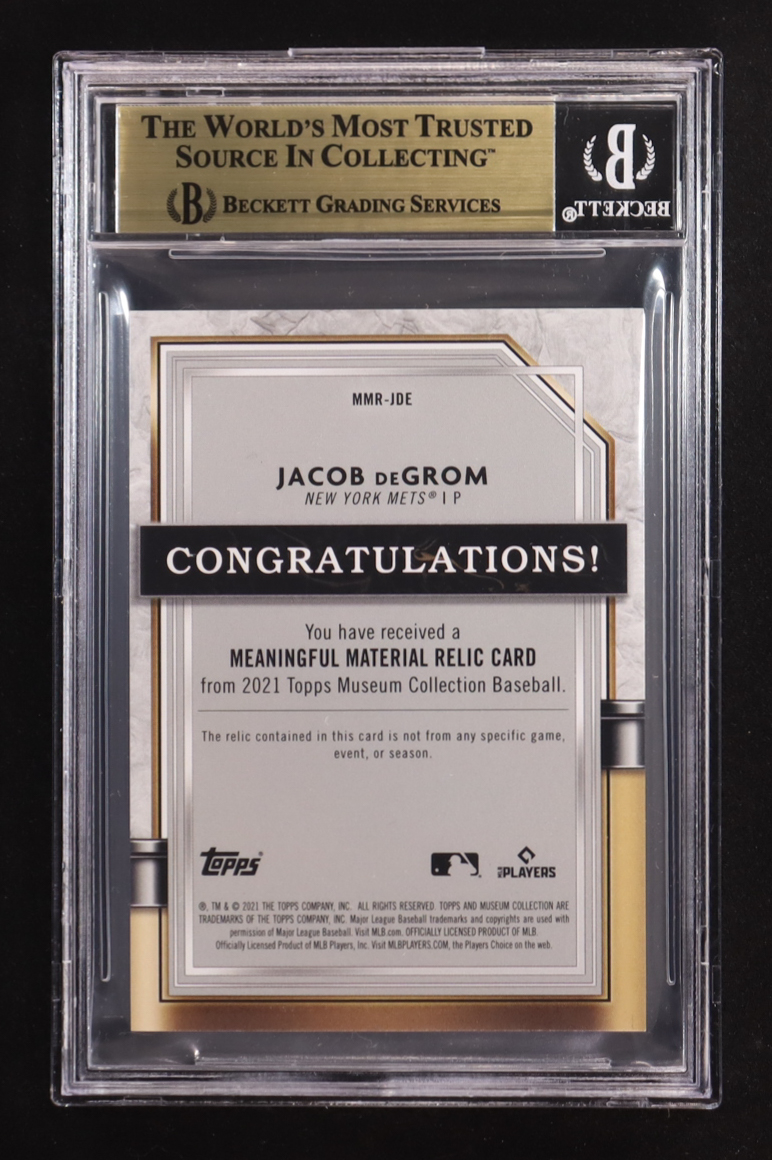 THE WORLD'S MOST TRUSTED
SOURCE IN COLLECTING™
B BECKETT GRADING SERVICES
B
BECKETT®
MMR-JDE
JACOB DEGROM
NEW YORK METS® | P
CONGRATULATIONS!
You have received a
MEANINGFUL MATERIAL RELIC CARD
from 2021 Topps Museum Collection Baseball.
The relic contained in this card is not from any specific game,
event, or season.
Topps®
MLB PLAYERS
®, TM & © 2021 THE TOPPS COMPANY, INC. ALL RIGHTS RESERVED. TOPPS AND MUSEUM COLLECTION ARE
TRADEMARKS OF THE TOPPS COMPANY, INC. Major League Baseball trademarks and copyrights are used with
permission of Major League Baseball. Visit MLB.com. OFFICIALLY LICENSED PRODUCT OF MLB.
Officially Licensed Product of MLB Players, Inc. Visit MLBPLAYERS.COM, the Players Choice on the web.